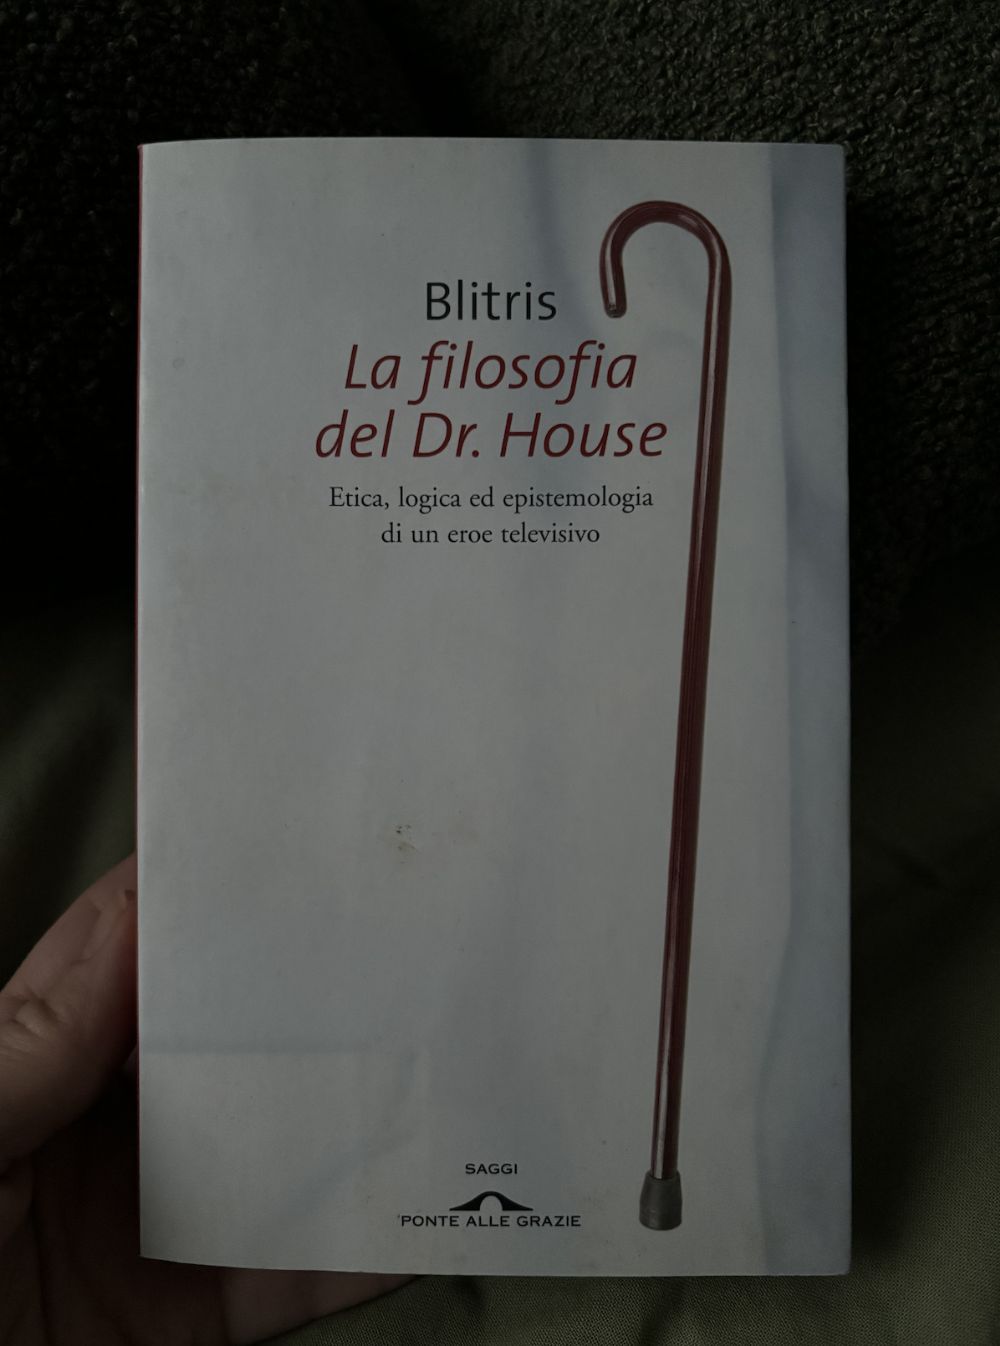 Blitris
La filosofia
del Dr. House
Etica, logica ed epistemologia
di un eroe televisivo
SAGGI
PONTE ALLE GRAZIE